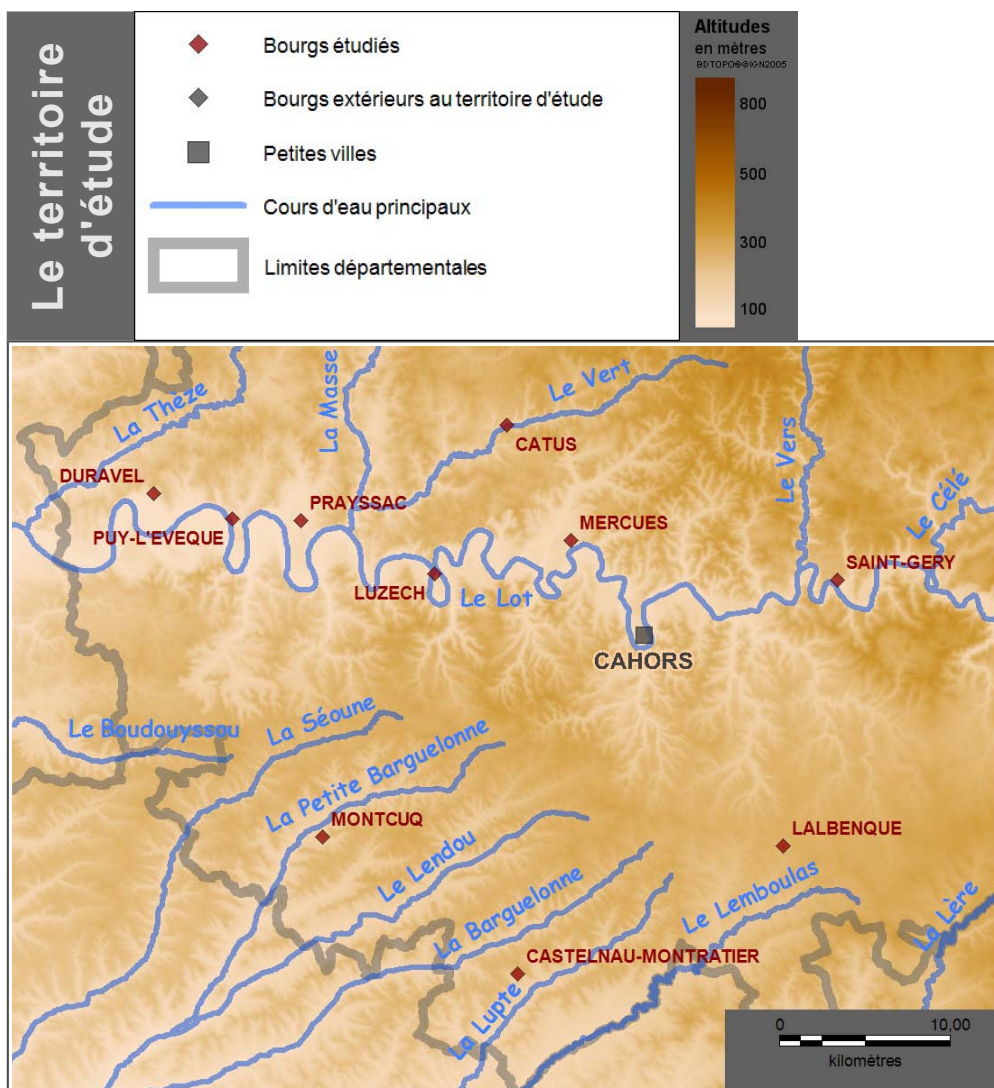 Le territoire
d'étude
Bourgs étudiés
Bourgs extérieurs au territoire d'étude
Petites villes
Cours d'eau principaux
Limites départementales
Altitudes
en mètres
BDTOPO®©IGN2005
800
500
300
100
La Masse
Le Vert
La Theze
CATUS
Le Vers
DURAVEL
Le Célé
PRAYSSAC
PUY-L'EVEQUE
MERCUES
SAINT-GERY
LUZECH
Le Lot
CAHORS
La Séoune
Le Boudouyssou
La Petite Barguelonne
MONTCUQ
LALBENQUE
Le Lendou
Le Lemboulas
La Barguelonne
La Lère
CASTELNAU-MONTRATIER
La Lupte
0 10,00
kilomètres